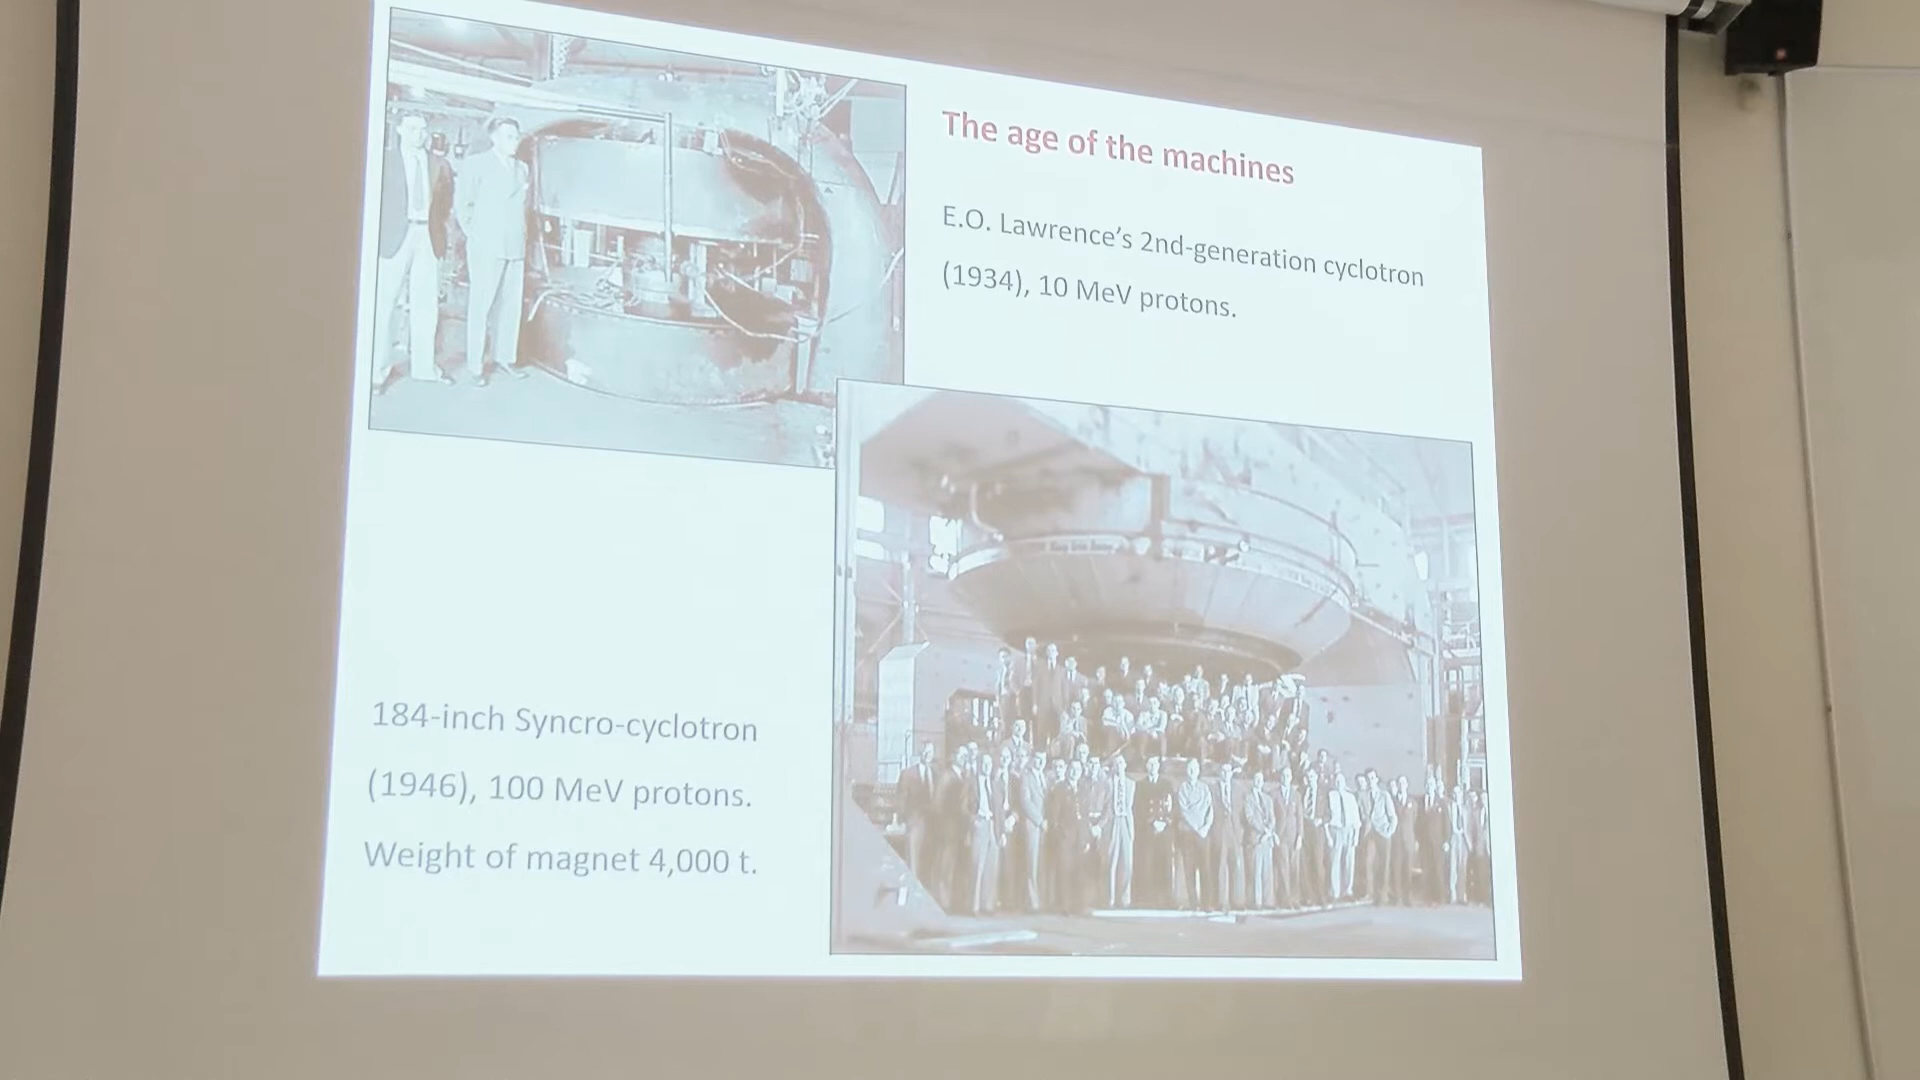 The age of the machines
E.O. Lawrence's 2nd-generation cyclotron
(1934), 10 MeV protons.
184-inch Syncro-cyclotron
(1946), 100 MeV protons.
Weight of magnet 4,000 t.